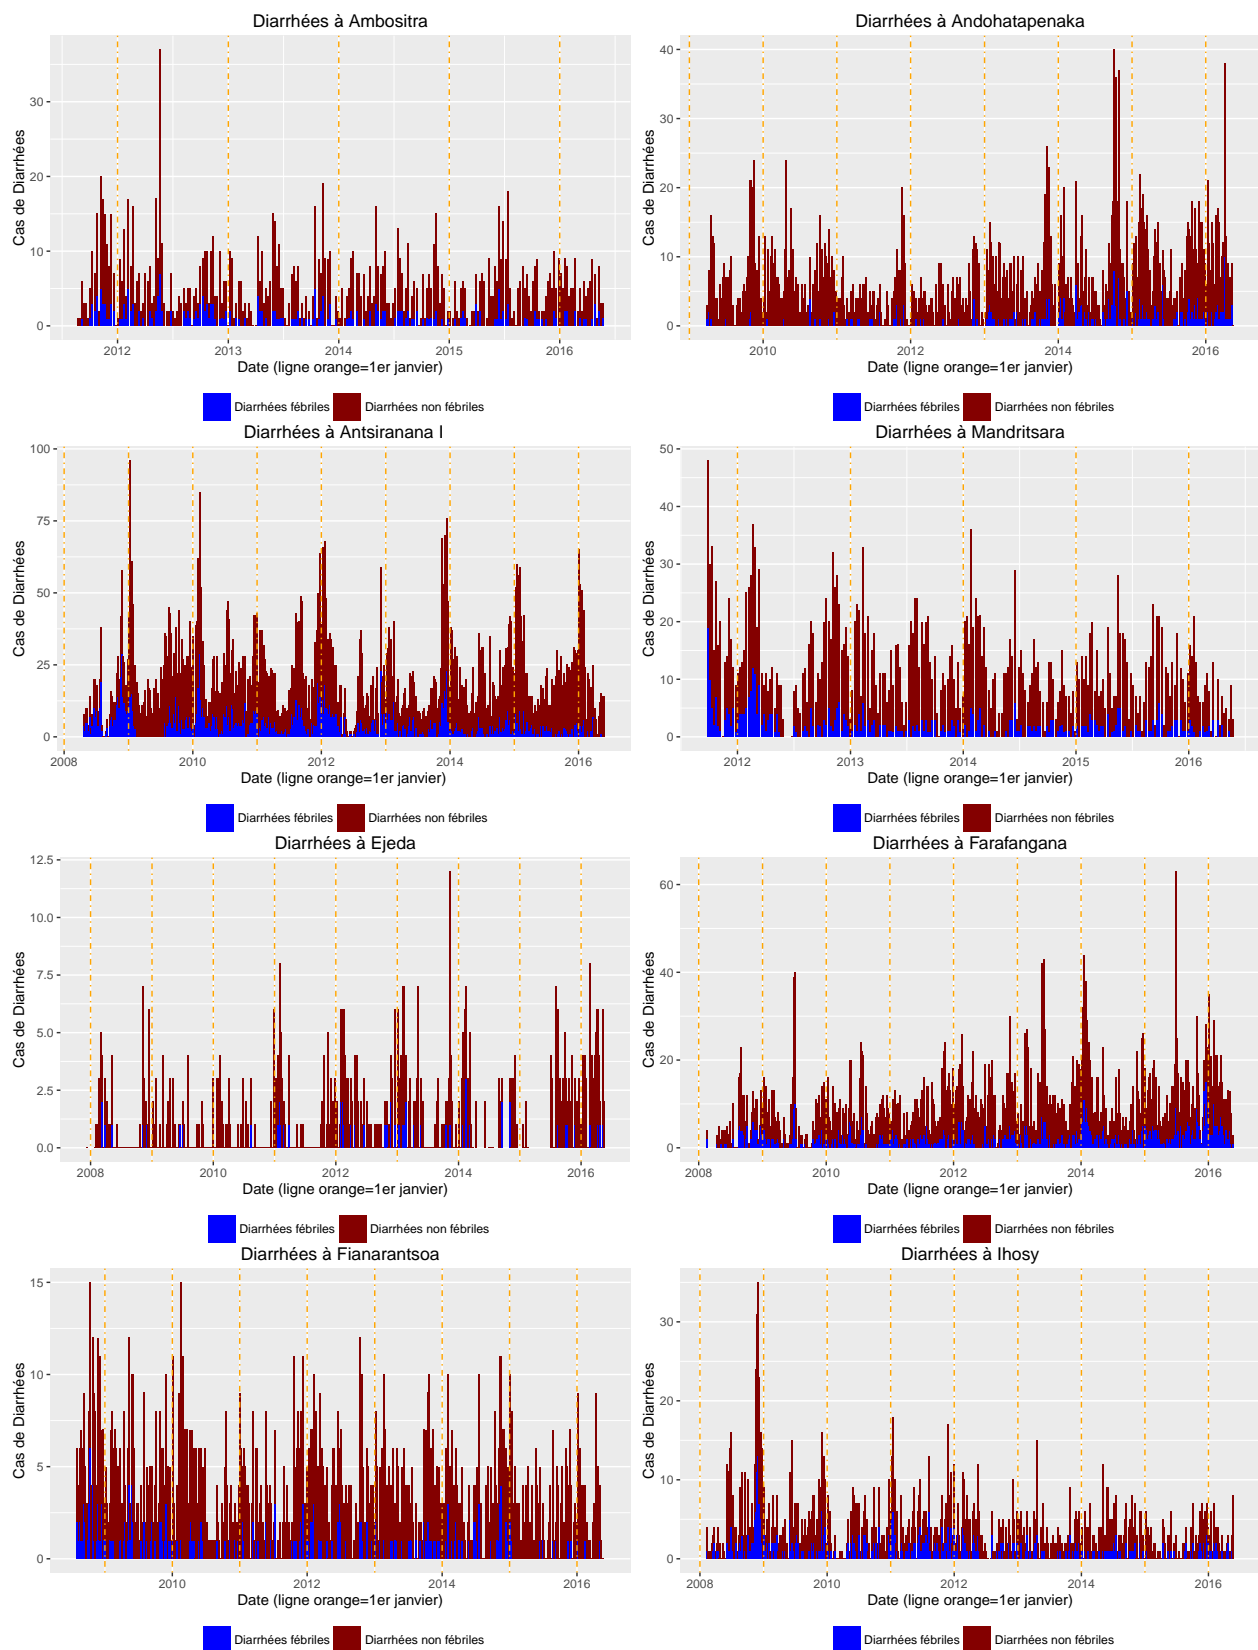 Diarrhées à Ambositra
Cas de Diarrhées
30
20
10
0
2012 2013 2014 2015 2016
Date (ligne orange=1er janvier)
Diarrhées fébriles Diarrhées non fébriles
Diarrhées à Andohatapenaka
Cas de Diarrhées
40
30
20
10
0
2010 2012 2014 2016
Date (ligne orange=1er janvier)
Diarrhées fébriles Diarrhées non fébriles
Diarrhées à Antsiranana I
Cas de Diarrhées
100
75
50
25
0
2008 2010 2012 2014 2016
Date (ligne orange=1er janvier)
Diarrhées fébriles Diarrhées non fébriles
Diarrhées à Mandritsara
Cas de Diarrhées
50
40
30
20
10
0
2012 2013 2014 2015 2016
Date (ligne orange=1er janvier)
Diarrhées fébriles Diarrhées non fébriles
Diarrhées à Ejeda
Cas de Diarrhées
12.5
10.0
7.5
5.0
2.5
0.0
2008 2010 2012 2014 2016
Date (ligne orange=1er janvier)
Diarrhées fébriles Diarrhées non fébriles
Diarrhées à Farafangana
Cas de Diarrhées
60
40
20
0
2008 2010 2012 2014 2016
Date (ligne orange=1er janvier)
Diarrhées fébriles Diarrhées non fébriles
Diarrhées à Fianarantsoa
Cas de Diarrhées
15
10
5
0
2010 2012 2014 2016
Date (ligne orange=1er janvier)
Diarrhées fébriles Diarrhées non fébriles
Diarrhées à Ihosy
Cas de Diarrhées
30
20
10
0
2008 2010 2012 2014 2016
Date (ligne orange=1er janvier)
Diarrhées fébriles Diarrhées non fébriles